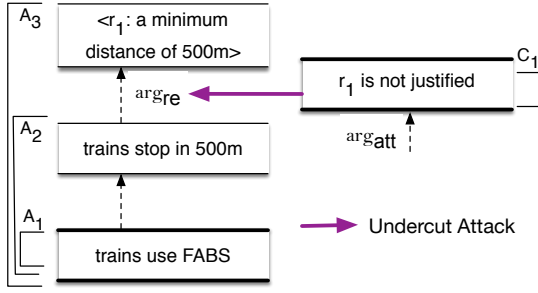 A3
<r1: a minimum
distance of 500m>
C1
r1 is not justified
argre
argatt
A2
trains stop in 500m
A1
trains use FABS
Undercut Attack